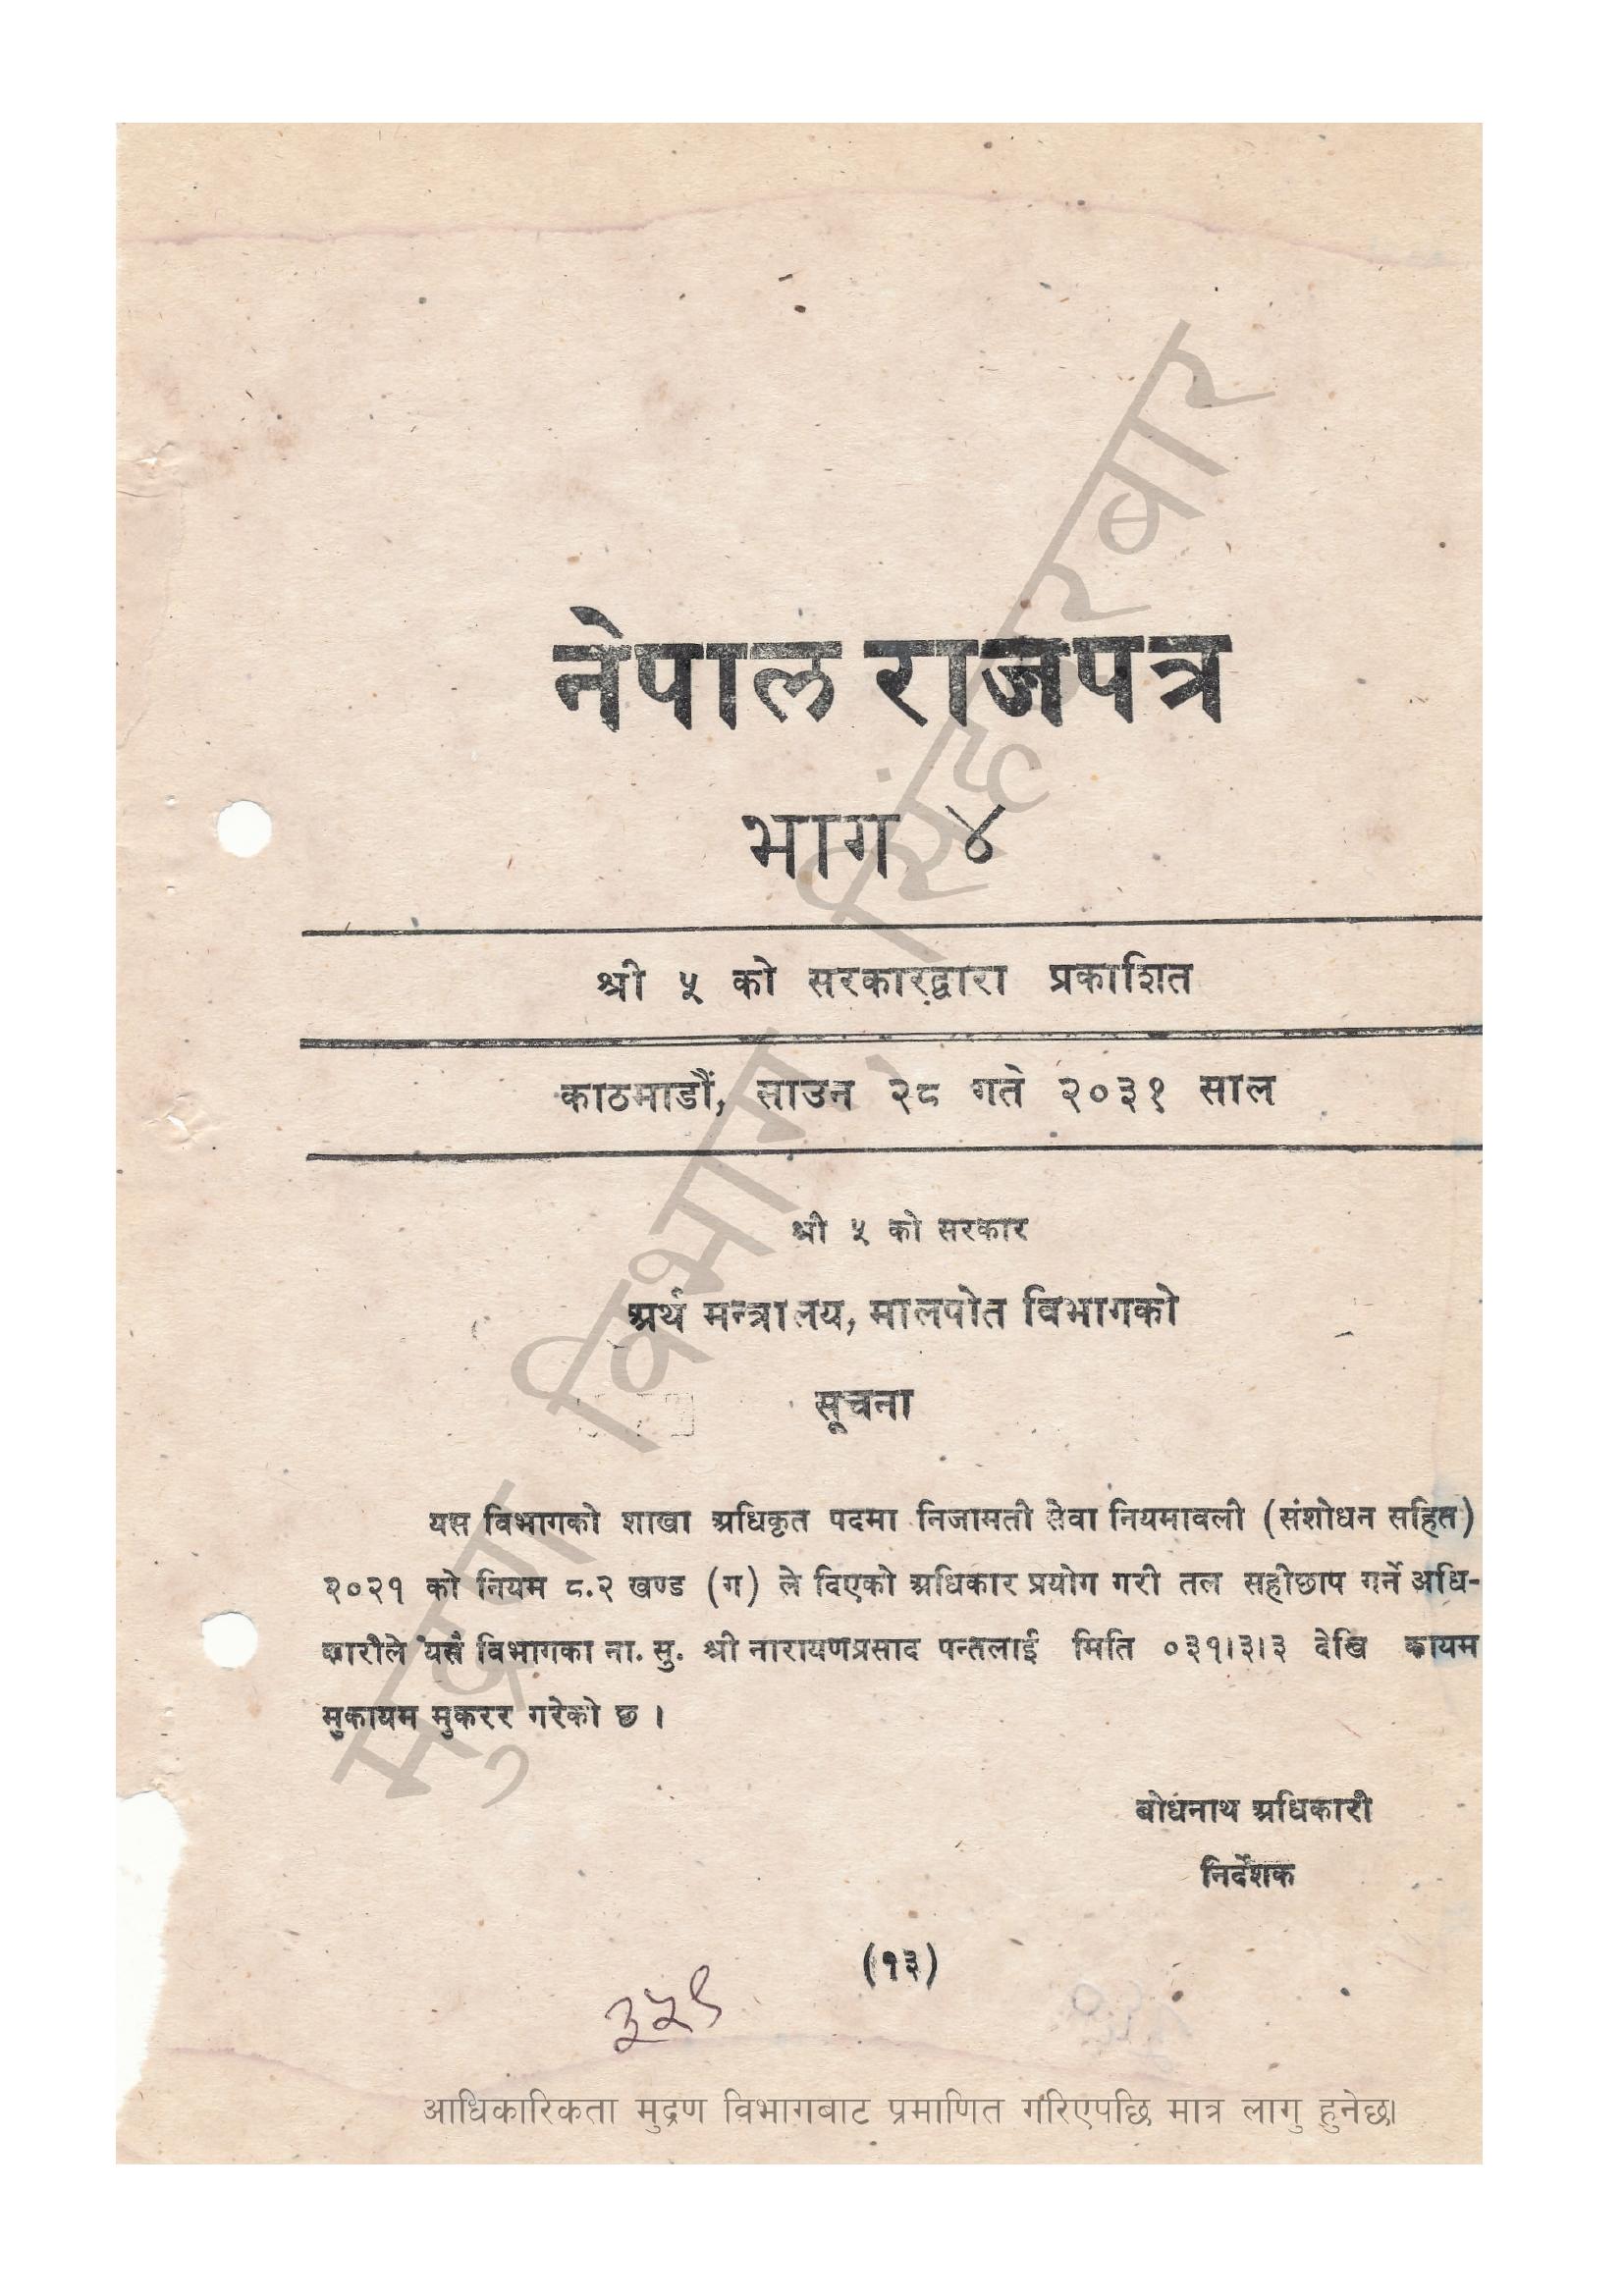 नेपाल राजपत्र
भाग ४
श्री ५ को सरकारद्वारा प्रकाशित
काठमाडौं, साउन २८ गते २०३१ साल
श्री ५ को सरकार
अर्थ मन्त्रालय, मालपोत विभागको
सूचना
यस विभागको शाखा अधिकृत पदमा निजामती सेवा नियमावली (संशोधन सहित)
२०२१ को नियम ८.२ खण्ड (ग) ले दिएको अधिकार प्रयोग गरी तल सहीछाप गर्ने अधि-
कारीले यस विभागका ना. सु. श्री नारायणप्रसाद पन्तलाई मिति ०३१।३।३ देखि कायम
मुकायम मुकरर गरेको छ ।
बोधनाथ अधिकारी
निर्देशक
(१३)
३५९
मुद्रण विभाग, सिंहदरबार
आधिकारिकता मुद्रण विभागबाट प्रमाणित गरिएपछि मात्र लागु हुनेछ।